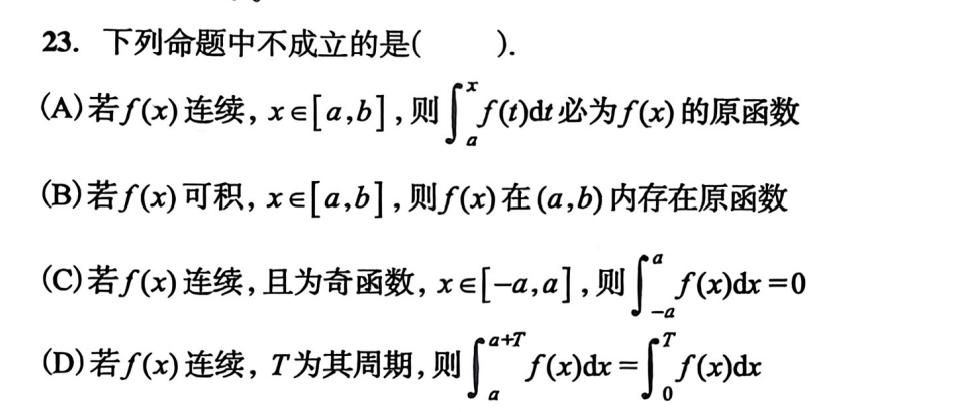 23. 下列命题中不成立的是(　　).
(A)若f(x)连续, x∈[a,b], 则∫_a^x f(t)dt必为f(x)的原函数
(B)若f(x)可积, x∈[a,b], 则f(x)在(a,b)内存在原函数
(C)若f(x)连续, 且为奇函数, x∈[-a,a], 则∫_{-a}^a f(x)dx=0
(D)若f(x)连续, T为其周期, 则∫_a^{a+T} f(x)dx=∫_0^T f(x)dx